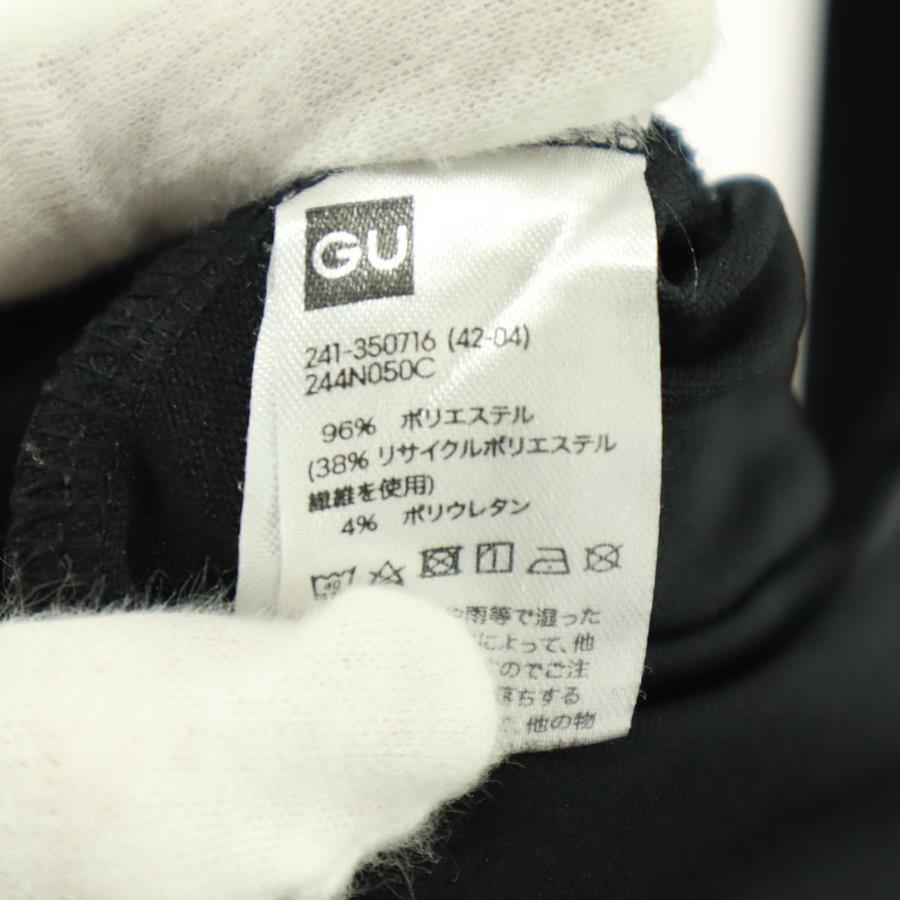 GU
241-350716 (42-04)
244N050C
96% ポリエステル
(38% リサイクルポリエステル
繊維を使用)
4% ポリウレタン
40
雨等で湿った
によって、他
のでご注
落ちする
他の物